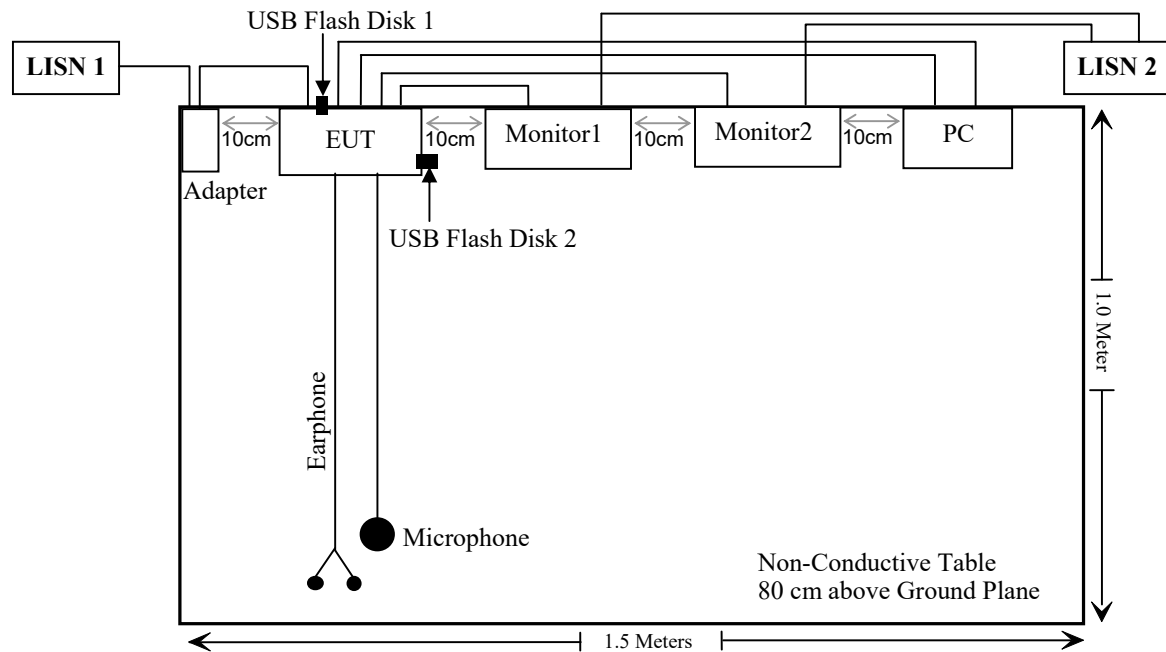 USB Flash Disk 1
LISN 1
LISN 2
10cm
EUT
10cm
Monitor1
10cm
Monitor2
10cm
PC
Adapter
USB Flash Disk 2
1.0 Meter
Earphone
Microphone
Non-Conductive Table
80 cm above Ground Plane
1.5 Meters